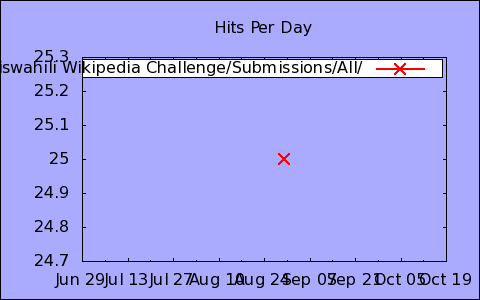 Hits Per Day
iswahili Wikipedia Challenge/Submissions/All/
25.3
25.2
25.1
25
24.9
24.8
24.7
Jun 29 Jul 13 Jul 27 Aug 10 Aug 24 Sep 07 Sep 21 Oct 05 Oct 19